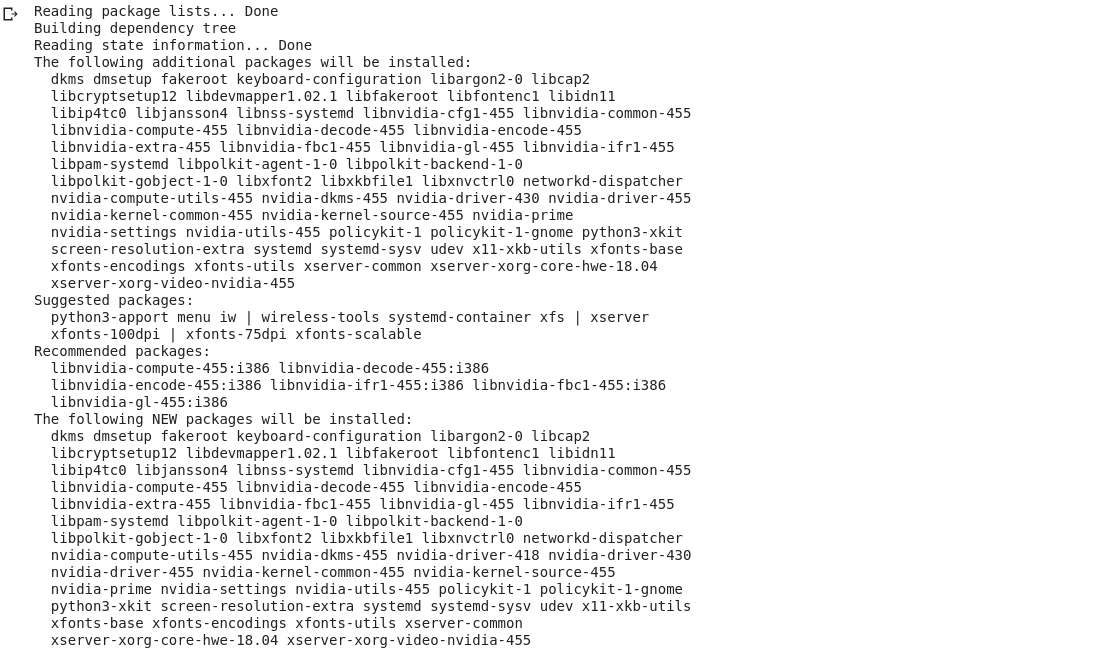 Reading package lists... Done
Building dependency tree
Reading state information... Done
The following additional packages will be installed:
  dkms dmsetup fakeroot keyboard-configuration libargon2-0 libcap2
  libcryptsetup12 libdevmapper1.02.1 libfakeroot libfontenc1 libidn11
  libip4tc0 libjansson4 libnss-systemd libnvidia-cfg1-455 libnvidia-common-455
  libnvidia-compute-455 libnvidia-decode-455 libnvidia-encode-455
  libnvidia-extra-455 libnvidia-fbc1-455 libnvidia-gl-455 libnvidia-ifr1-455
  libpam-systemd libpolkit-agent-1-0 libpolkit-backend-1-0
  libpolkit-gobject-1-0 libxfont2 libxkbfile1 libxnvctrl0 networkd-dispatcher
  nvidia-compute-utils-455 nvidia-dkms-455 nvidia-driver-430 nvidia-driver-455
  nvidia-kernel-common-455 nvidia-kernel-source-455 nvidia-prime
  nvidia-settings nvidia-utils-455 policykit-1 policykit-1-gnome python3-xkit
  screen-resolution-extra systemd systemd-sysv udev x11-xkb-utils xfonts-base
  xfonts-encodings xfonts-utils xserver-common xserver-xorg-core-hwe-18.04
  xserver-xorg-video-nvidia-455
Suggested packages:
  python3-apport menu iw | wireless-tools systemd-container xfs | xserver
  xfonts-100dpi | xfonts-75dpi xfonts-scalable
Recommended packages:
  libnvidia-compute-455:i386 libnvidia-decode-455:i386
  libnvidia-encode-455:i386 libnvidia-ifr1-455:i386 libnvidia-fbc1-455:i386
  libnvidia-gl-455:i386
The following NEW packages will be installed:
  dkms dmsetup fakeroot keyboard-configuration libargon2-0 libcap2
  libcryptsetup12 libdevmapper1.02.1 libfakeroot libfontenc1 libidn11
  libip4tc0 libjansson4 libnss-systemd libnvidia-cfg1-455 libnvidia-common-455
  libnvidia-compute-455 libnvidia-decode-455 libnvidia-encode-455
  libnvidia-extra-455 libnvidia-fbc1-455 libnvidia-gl-455 libnvidia-ifr1-455
  libpam-systemd libpolkit-agent-1-0 libpolkit-backend-1-0
  libpolkit-gobject-1-0 libxfont2 libxkbfile1 libxnvctrl0 networkd-dispatcher
  nvidia-compute-utils-455 nvidia-dkms-455 nvidia-driver-418 nvidia-driver-430
  nvidia-driver-455 nvidia-kernel-common-455 nvidia-kernel-source-455
  nvidia-prime nvidia-settings nvidia-utils-455 policykit-1 policykit-1-gnome
  python3-xkit screen-resolution-extra systemd systemd-sysv udev x11-xkb-utils
  xfonts-base xfonts-encodings xfonts-utils xserver-common
  xserver-xorg-core-hwe-18.04 xserver-xorg-video-nvidia-455